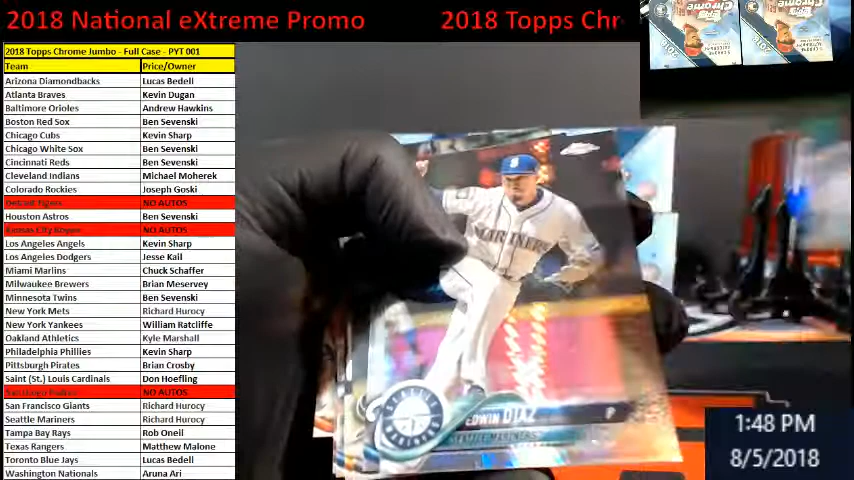 2018 National eXtreme Promo 2018 Topps Chr
2018 Topps Chrome Jumbo - Full Case - PYT 001
Team Price/Owner
Arizona Diamondbacks Lucas Bedell
Atlanta Braves Kevin Dugan
Baltimore Orioles Andrew Hawkins
Boston Red Sox Ben Sevenski
Chicago Cubs Kevin Sharp
Chicago White Sox Ben Sevenski
Cincinnati Reds Ben Sevenski
Cleveland Indians Michael Moherek
Colorado Rockies Joseph Goski
Detroit Tigers NO AUTOS
Houston Astros Ben Sevenski
Kansas City Royals NO AUTOS
Los Angeles Angels Kevin Sharp
Los Angeles Dodgers Jesse Kail
Miami Marlins Chuck Schaffer
Milwaukee Brewers Brian Meservey
Minnesota Twins Ben Sevenski
New York Mets Richard Hurocy
New York Yankees William Ratcliffe
Oakland Athletics Kyle Marshall
Philadelphia Phillies Kevin Sharp
Pittsburgh Pirates Brian Crosby
Saint (St.) Louis Cardinals Don Hoefling
San Diego Padres NO AUTOS
San Francisco Giants Richard Hurocy
Seattle Mariners Richard Hurocy
Tampa Bay Rays Rob Oneil
Texas Rangers Matthew Malone
Toronto Blue Jays Lucas Bedell
Washington Nationals Aruna Ari
MARINERS
EDWIN DIAZ P
SEATTLE MARINERS
1:48 PM
8/5/2018